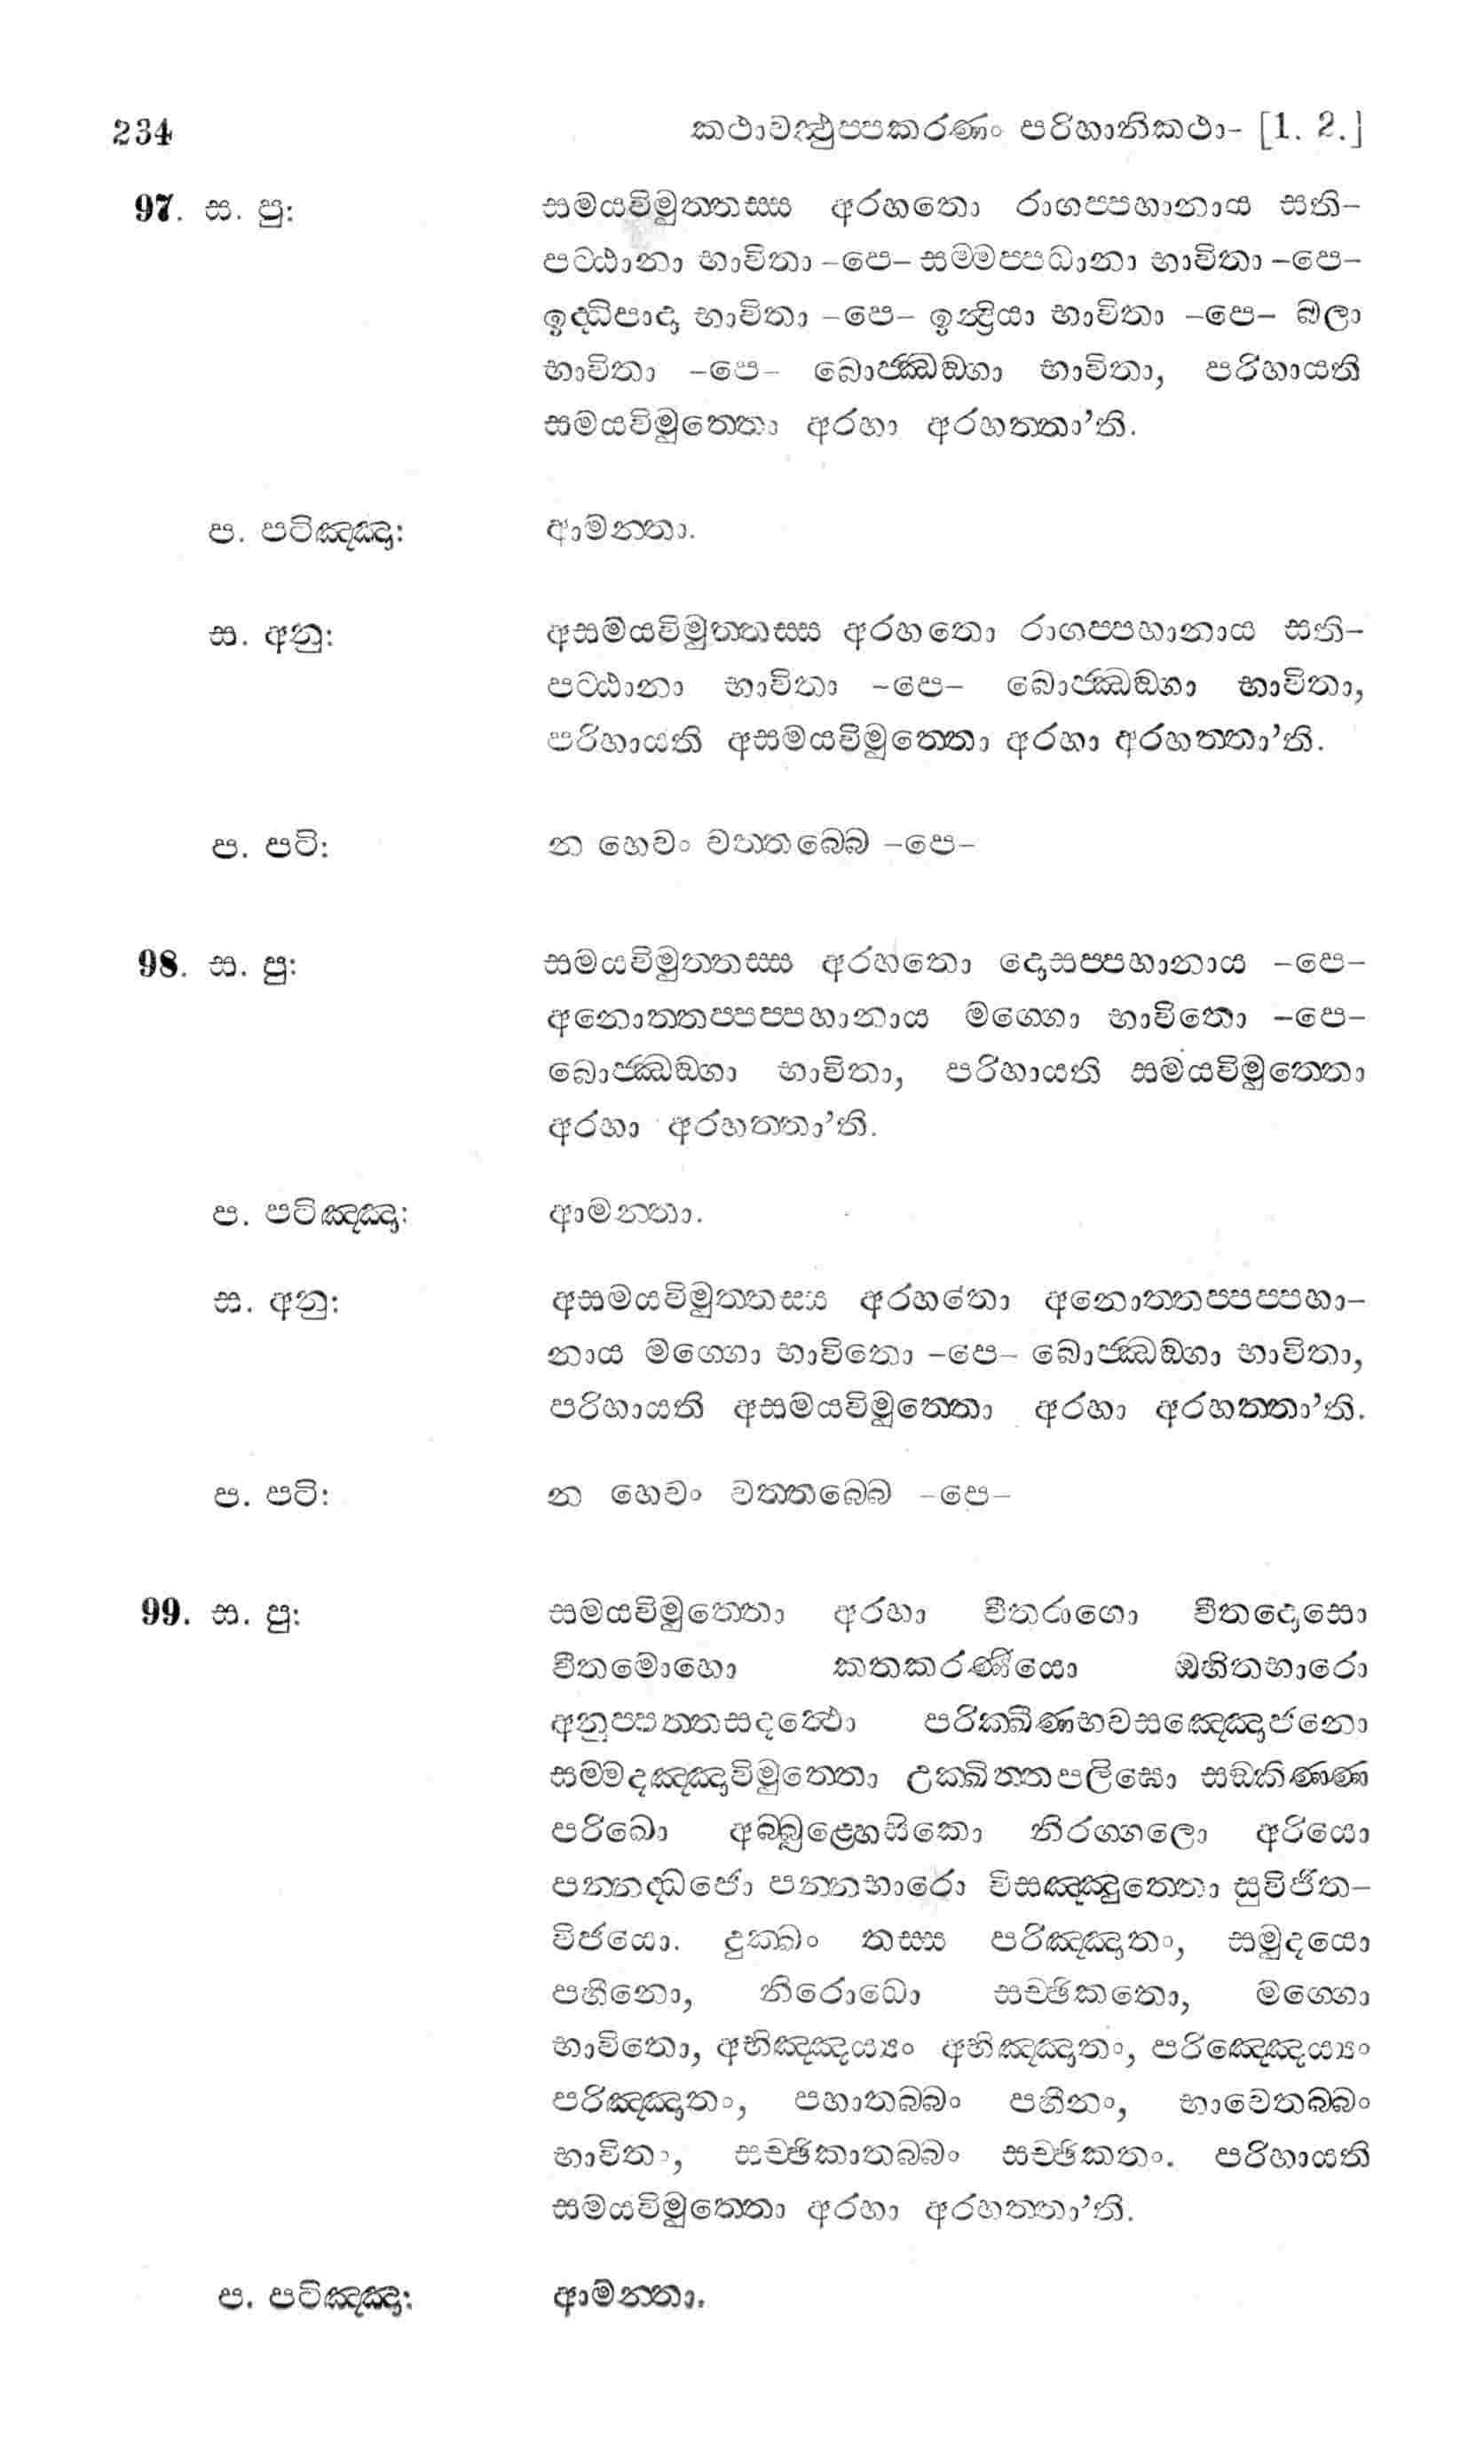 234 කථාවත්‍ථුප‍්පකරණං පරිහානිකථා- [1. 2.]
97. ස. පු: සමයවිමුත‍්තස‍්ස අරහතො රාගප‍්පහානාය සති-
පට‍්ඨානා භාවිතා -පෙ- සම‍්මප‍්පධානා භාවිතා -පෙ-
ඉද‍්ධිපාදා භාවිතා -පෙ- ඉන්‍ද්‍රියා භාවිතා -පෙ- බලා
භාවිතා -පෙ- බොජ‍්ඣඞ‍්ගා භාවිතා, පරිහායති
සමයවිමුත‍්තො අරහා අරහත‍්තා’ති.
ප. පටිඤ‍්ඤා: ආමන‍්තා.
ස. අනු: අසමයවිමුත‍්තස‍්ස අරහතො රාගප‍්පහානාය සති-
පට‍්ඨානා භාවිතා -පෙ- බොජ‍්ඣඞ‍්ගා භාවිතා,
පරිහායති අසමයවිමුත‍්තො අරහා අරහත‍්තා’ති.
ප. පටි: න හෙවං වත‍්තබ‍්බෙ -පෙ-
98. ස. පු: සමයවිමුත‍්තස‍්ස අරහතො දොසප‍්පහානාය -පෙ-
අනොත‍්තප‍්පප‍්පහානාය මග‍්ගො භාවිතො -පෙ-
බොජ‍්ඣඞ‍්ගා භාවිතා, පරිහායති සමයවිමුත‍්තො
අරහා අරහත‍්තා’ති.
ප. පටිඤ‍්ඤා: ආමන‍්තා.
ස. අනු: අසමයවිමුත‍්තස්‍ය අරහතො අනොත‍්තප‍්පප‍්පහා-
නාය මග‍්ගො භාවිතො -පෙ- බොජ‍්ඣඞ‍්ගා භාවිතා,
පරිහායති අසමයවිමුත‍්තො අරහා අරහත‍්තා’ති.
ප. පටි: න හෙවං වත‍්තබ‍්බෙ -පෙ-
99. ස. පු: සමයවිමුත‍්තො අරහා වීතරාගො වීතදොසො
වීතමොහො කතකරණීයො ඔහිතභාරො
අනුප‍්පත‍්තසදත්‍ථො පරික‍්ඛීණභවසඤ‍්ඤොජනො
සම‍්මදඤ‍්ඤාවිමුත‍්තො උක‍්ඛිත‍්තපලිඝො සඞ‍්කිණ‍්ණ
පරිඛො අබ‍්බුළ‍්හෙසිකො නිරග‍්ගලො අරියො
පන‍්නද‍්ධජො පන‍්නභාරො විසඤ‍්ඤුත‍්තො සුවිජිත-
විජයො. දුක‍්ඛං තස‍්ස පරිඤ‍්ඤාතං, සමුදයො
පහීනො, නිරොධො සච‍්ඡිකතො, මග‍්ගො
භාවිතො, අභිඤ‍්ඤය්‍යං අභිඤ‍්ඤාතං, පරිඤ‍්ඤෙය්‍යං
පරිඤ‍්ඤාතං, පහාතබ‍්බං පහීනං, භාවෙතබ‍්බං
භාවිතං, සච‍්ඡිකාතබ‍්බං සච‍්ඡිකතං. පරිහායති
සමයවිමුත‍්තො අරහා අරහත‍්තා’ති.
ප. පටිඤ‍්ඤා: ආමන‍්තා.